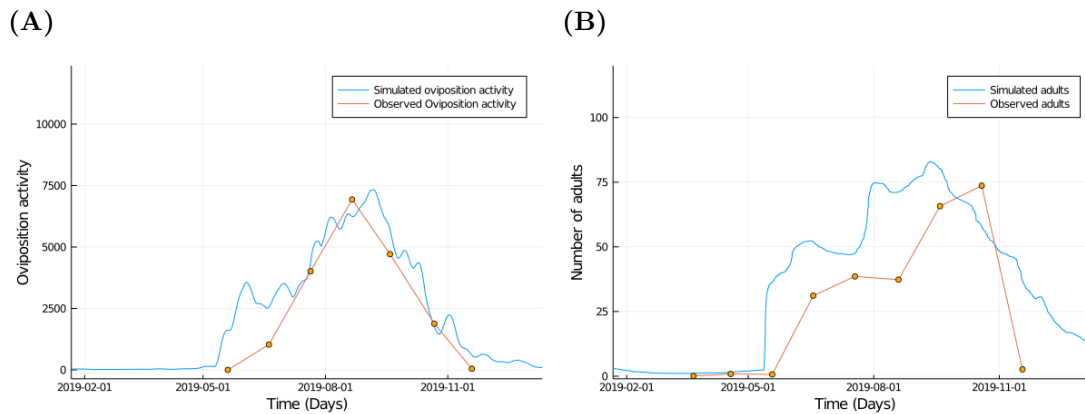 (A)
Oviposition activity
10000
7500
5000
2500
0
2019-02-01 2019-05-01 2019-08-01 2019-11-01
Time (Days)
Simulated oviposition activity
Observed Oviposition activity
(B)
Number of adults
100
75
50
25
0
2019-02-01 2019-05-01 2019-08-01 2019-11-01
Time (Days)
Simulated adults
Observed adults